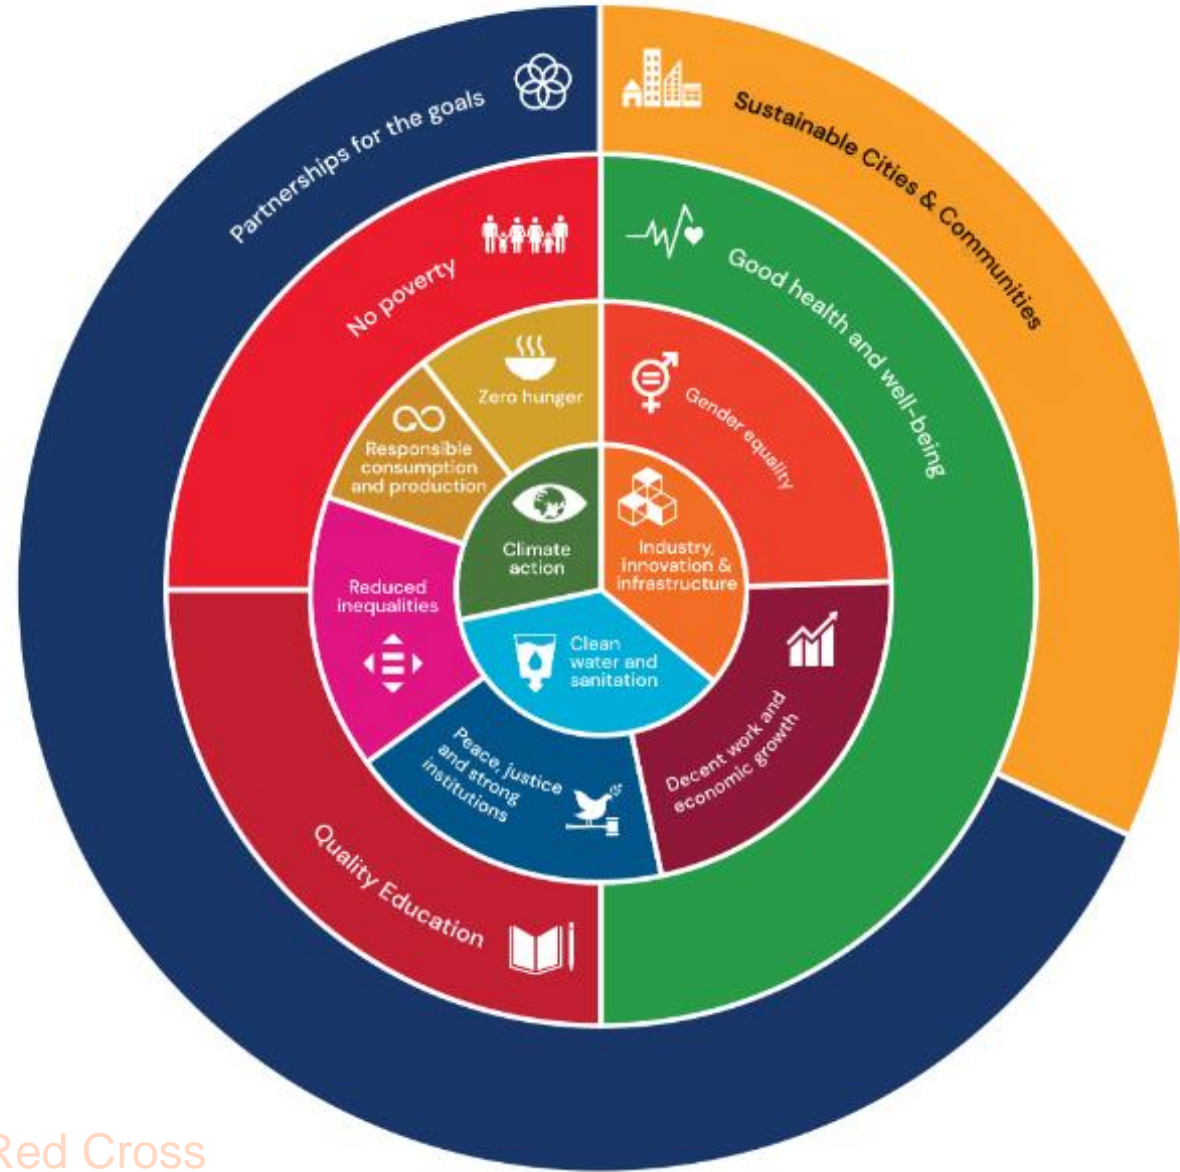 Partnerships for the goals
Sustainable Cities & Communities
No poverty
Good health and well-being
Zero hunger
Gender equality
Responsible
consumption
and production
Climate
action
Industry,
innovation &
infrastructure
Reduced
inequalities
Clean
water and
sanitation
Peace, justice
and strong
institutions
Decent work and
economic growth
Quality Education
Red Cross